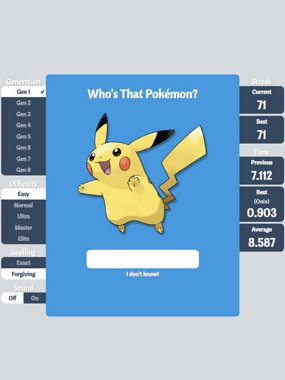 Generation
Gen 1 ✓
Gen 2
Gen 3
Gen 4
Gen 5
Gen 6
Gen 7
Gen 8
Difficulty
Easy
Normal
Ultra
Master
Elite
Spelling
Exact
Forgiving
Sound
Off On
Who's That Pokémon?
I don't know!
Streak
Current
71
Best
71
Time
Previous
7.112
Best
(Onix)
0.903
Average
8.587